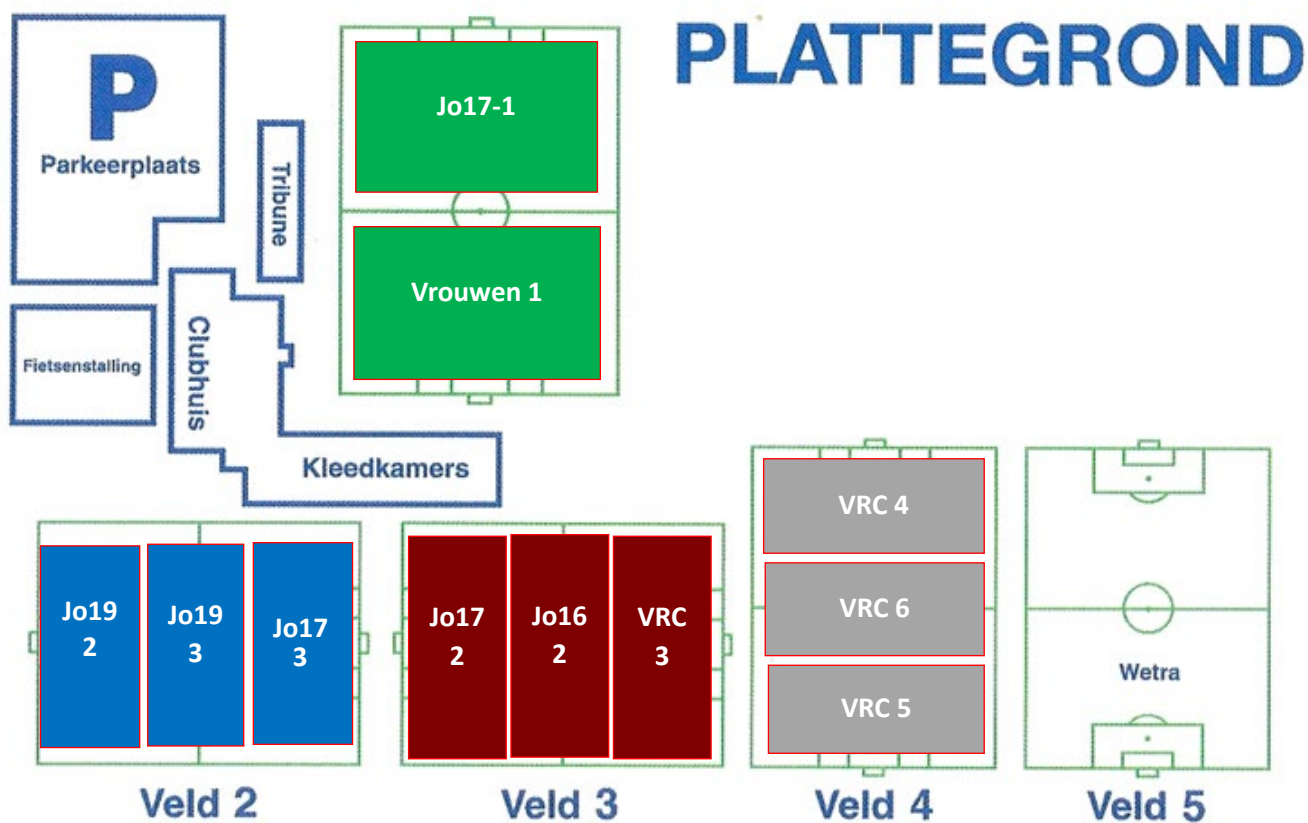 PLATTEGROND
P
Parkeerplaats
Tribune
Jo17-1
Vrouwen 1
Fietsenstalling
Clubhuis
Kleedkamers
Jo19
2
Jo19
3
Jo17
3
Veld 2
Jo17
2
Jo16
2
VRC
3
Veld 3
VRC 4
VRC 6
VRC 5
Veld 4
Wetra
Veld 5